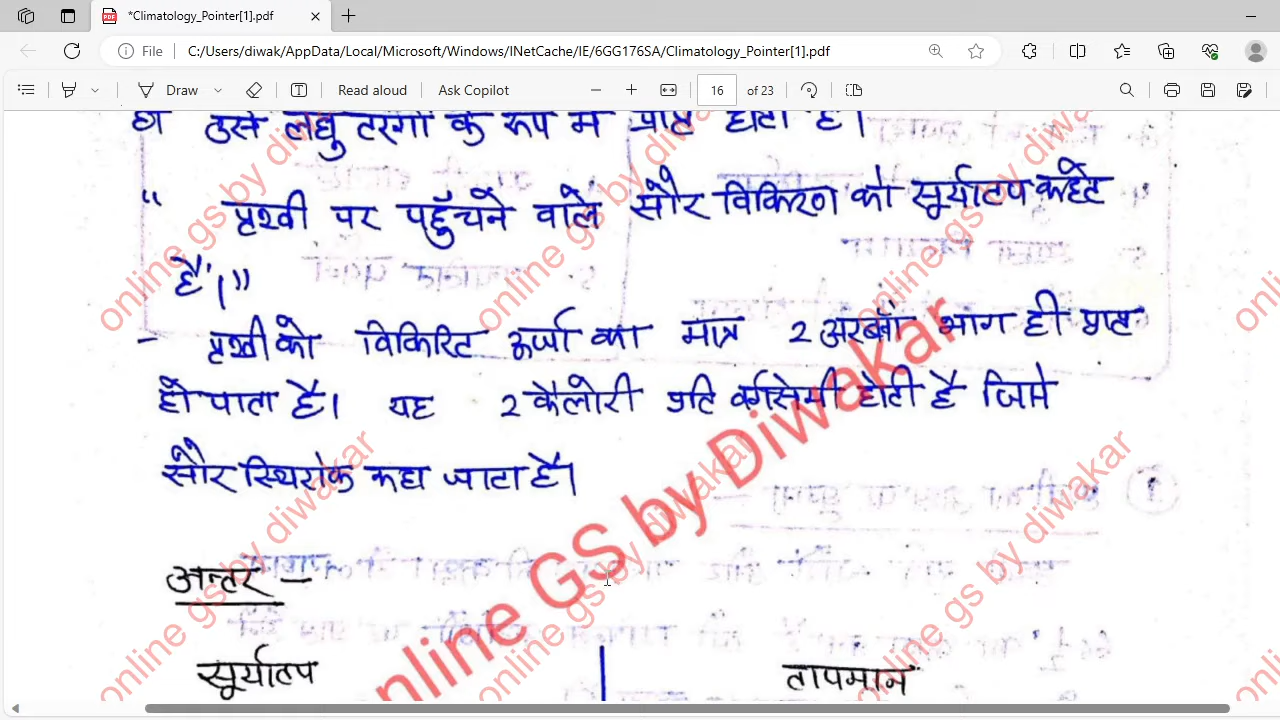 *Climatology_Pointer[1].pdf
File C:/Users/diwak/AppData/Local/Microsoft/Windows/INetCache/IE/6GG176SA/Climatology_Pointer[1].pdf
Draw Read aloud Ask Copilot 16 of 23
उसे लघु तरंगों के रूप में प्राप्त होता है।
“ पृथ्वी पर पहुँचने वाले सौर विकिरण को सूर्यातप कहते
हैं।”
- पृथ्वी को विकिरित ऊर्जा का मात्र 2 अरबवाँ भाग ही प्राप्त
हो पाता है। यह 2 कैलोरी प्रति वर्गसेमी होती है जिसे
सौर स्थिरांक कहा जाता है।
अन्तर -
सूर्यातप तापमान
online gs by diwakar
nline GS by Diwakar